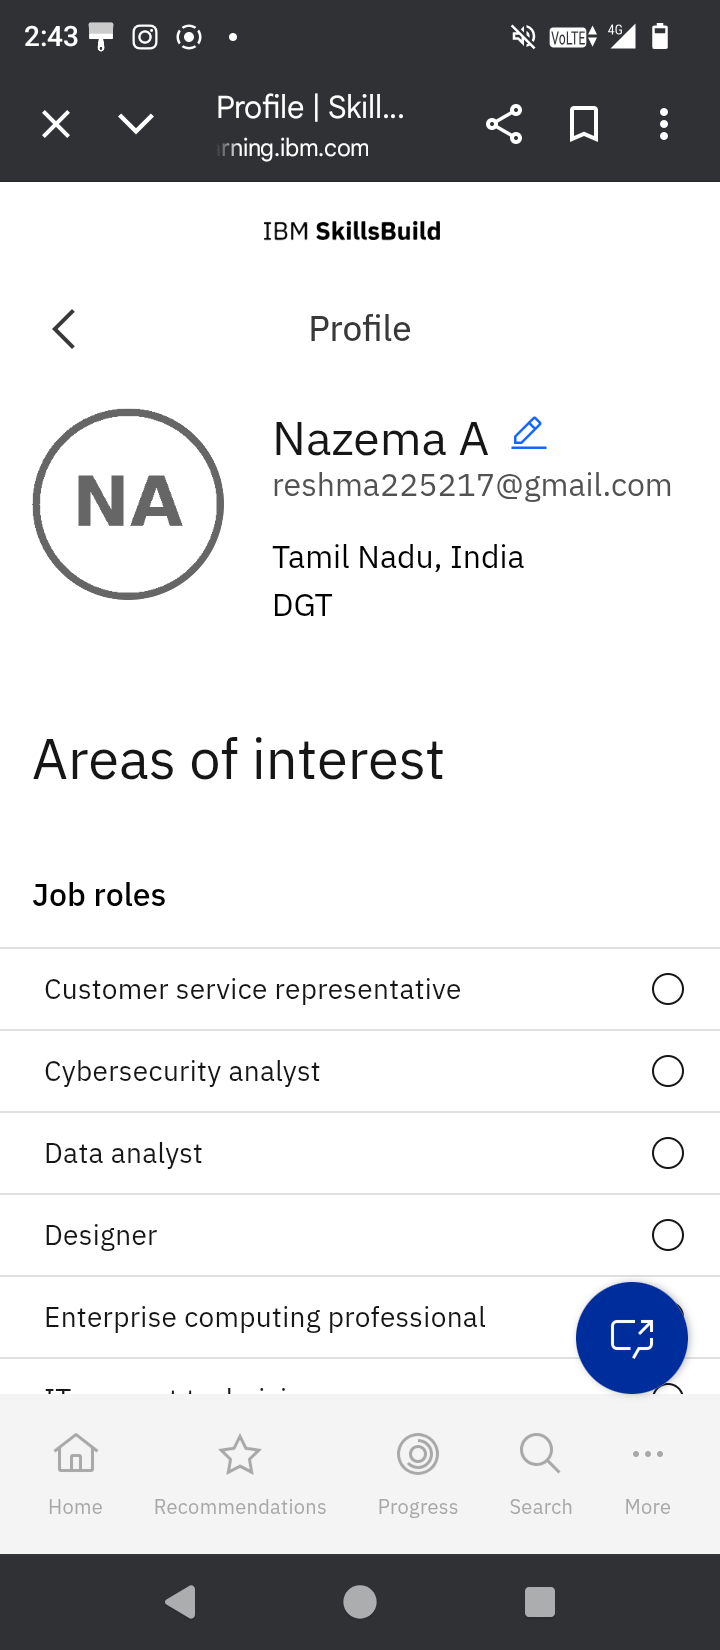 2:43
VoLTE 4G
Profile | Skill...
rning.ibm.com
IBM SkillsBuild
Profile
NA
Nazema A
reshma225217@gmail.com
Tamil Nadu, India
DGT
Areas of interest
Job roles
Customer service representative
Cybersecurity analyst
Data analyst
Designer
Enterprise computing professional
Home
Recommendations
Progress
Search
More